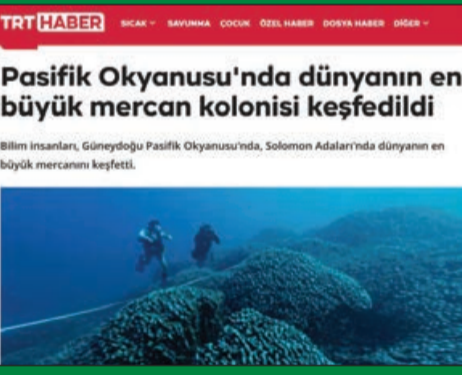 TRT HABER SICAK SAVUNMA ÇOCUK ÖZEL HABER DOSYA HABER DİĞER
Pasifik Okyanusu'nda dünyanın en
büyük mercan kolonisi keşfedildi
Bilim insanları, Güneydoğu Pasifik Okyanusu'nda, Solomon Adaları'nda dünyanın en
büyük mercanını keşfetti.